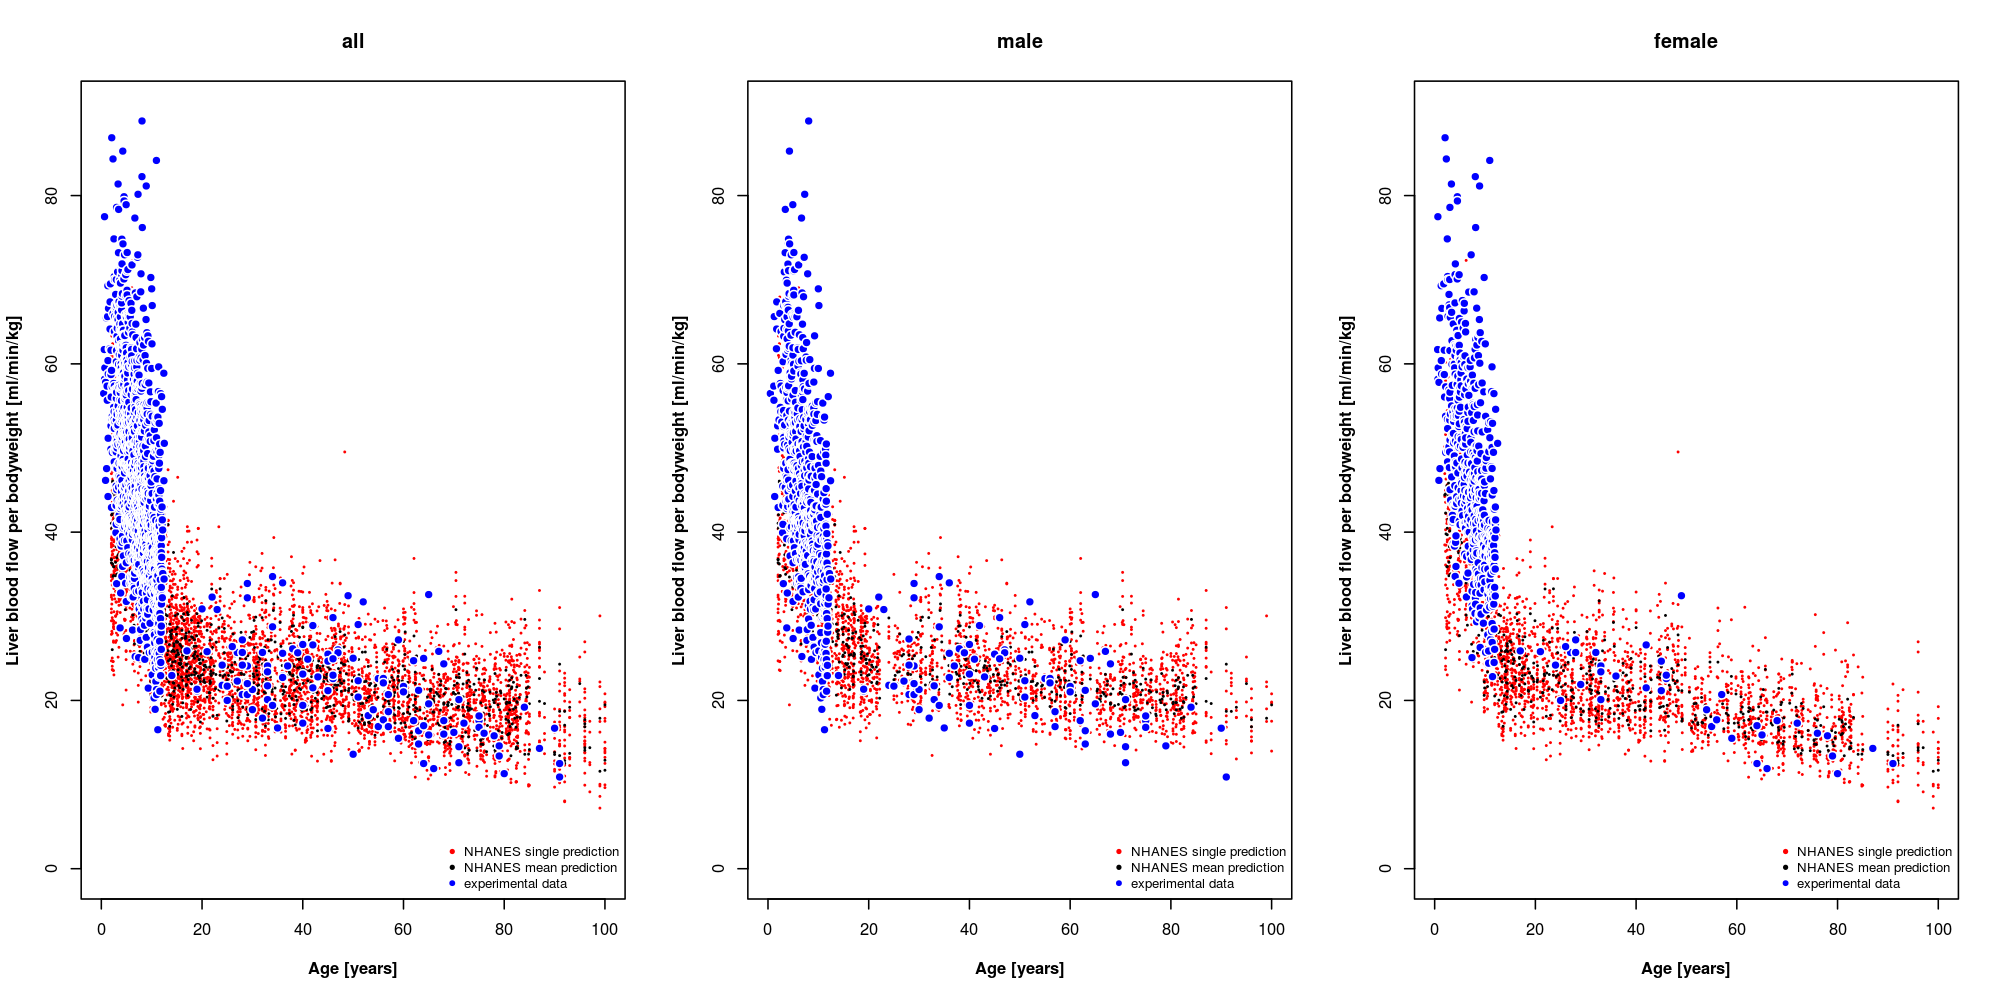 all
Liver blood flow per bodyweight [ml/min/kg]
80
60
40
20
0
NHANES single prediction
NHANES mean prediction
experimental data
0 20 40 60 80 100
Age [years]
male
Liver blood flow per bodyweight [ml/min/kg]
80
60
40
20
0
NHANES single prediction
NHANES mean prediction
experimental data
0 20 40 60 80 100
Age [years]
female
Liver blood flow per bodyweight [ml/min/kg]
80
60
40
20
0
NHANES single prediction
NHANES mean prediction
experimental data
0 20 40 60 80 100
Age [years]